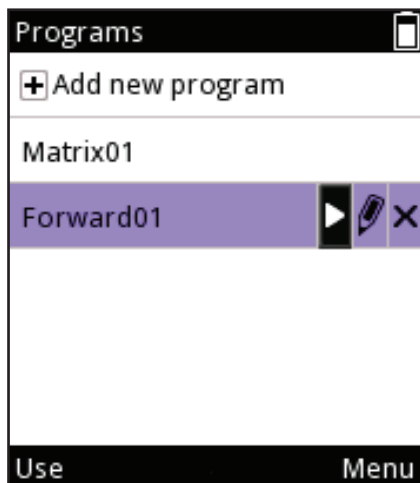 Programs
Add new program
Matrix01
Forward01
Use Menu